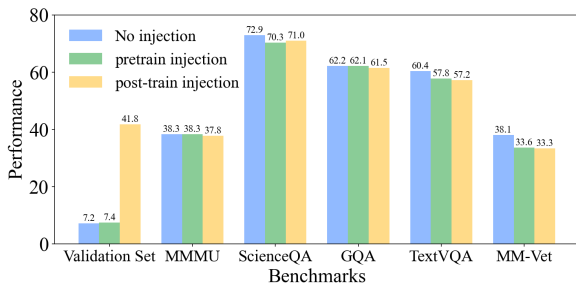 80
60
40
20
0
Performance
No injection
pretrain injection
post-train injection
7.2 7.4 41.8
38.3 38.3 37.8
72.9 70.3 71.0
62.2 62.1 61.5
60.4 57.8 57.2
38.1 33.6 33.3
Validation Set MMMU ScienceQA GQA TextVQA MM-Vet
Benchmarks